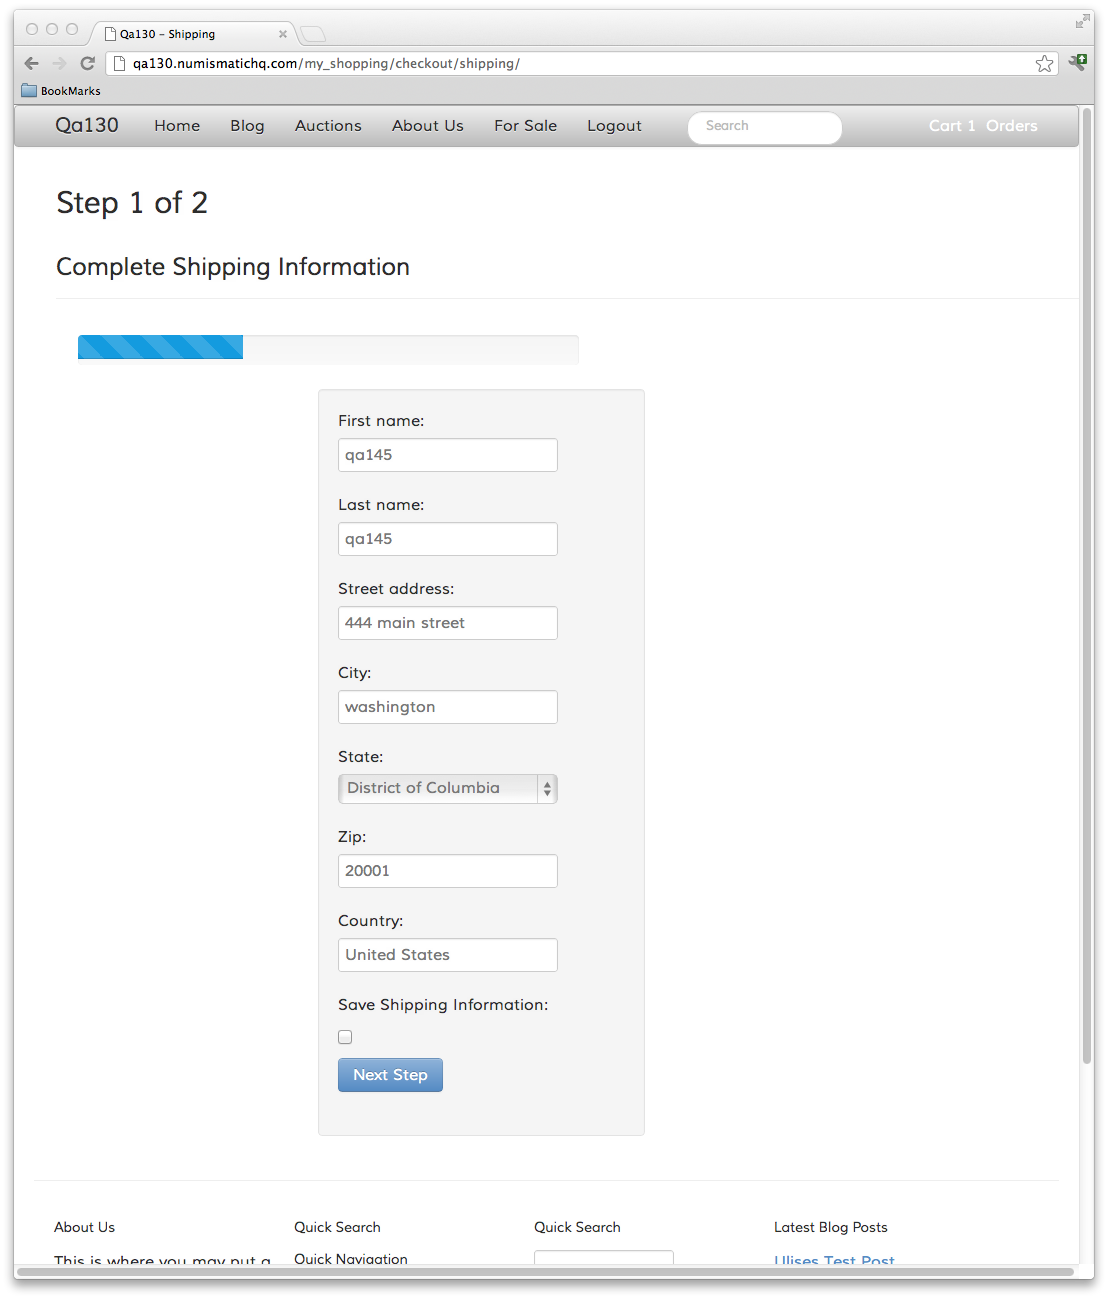 Qa130 – Shipping
qa130.numismatichq.com/my_shopping/checkout/shipping/
BookMarks
Qa130 Home Blog Auctions About Us For Sale Logout Search Cart 1 Orders
Step 1 of 2
Complete Shipping Information
First name:
qa145
Last name:
qa145
Street address:
444 main street
City:
washington
State:
District of Columbia
Zip:
20001
Country:
United States
Save Shipping Information:
Next Step
About Us Quick Search Quick Search Latest Blog Posts
This is where you may put a Quick Navigation Ulises Test Post